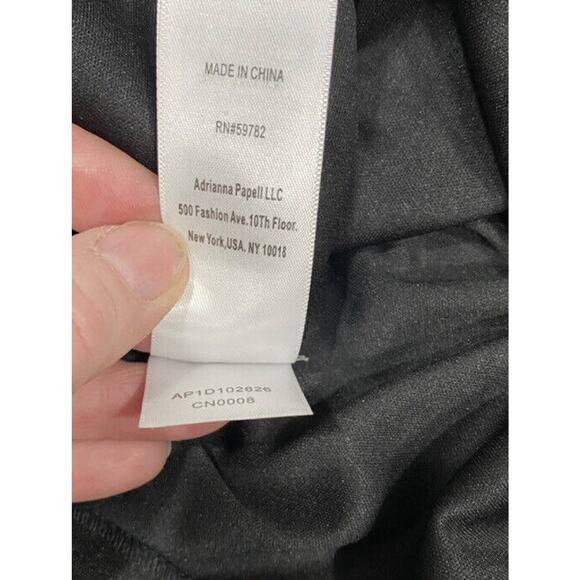 MADE IN CHINA
RN#59782
Adrianna Papell LLC
500 Fashion Ave.10Th Floor.
New York,USA. NY 10018
AP1D102626
CN0008